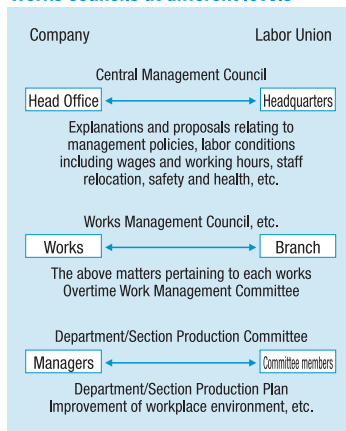 Works councils at different levels
Company Labor Union
Central Management Council
Head Office Headquarters
Explanations and proposals relating to
management policies, labor conditions
including wages and working hours, staff
relocation, safety and health, etc.
Works Management Council, etc.
Works Branch
The above matters pertaining to each works
Overtime Work Management Committee
Department/Section Production Committee
Managers Committee members
Department/Section Production Plan
Improvement of workplace environment, etc.